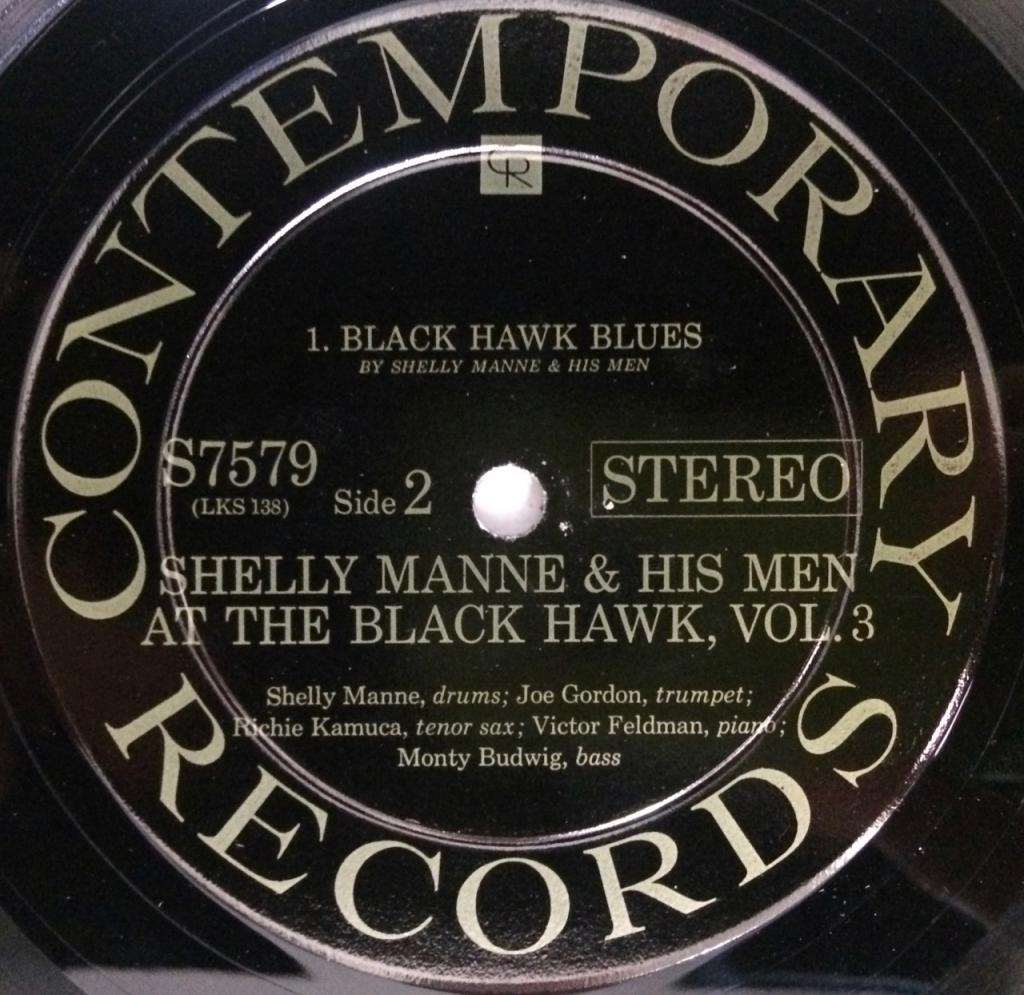 CONTEMPORARY
CR
1. BLACK HAWK BLUES
BY SHELLY MANNE & HIS MEN
S7579
(LKS 138)
Side 2
STEREO
SHELLY MANNE & HIS MEN
AT THE BLACK HAWK, VOL. 3
Shelly Manne, drums; Joe Gordon, trumpet;
Richie Kamuca, tenor sax; Victor Feldman, piano;
Monty Budwig, bass
RECORDS